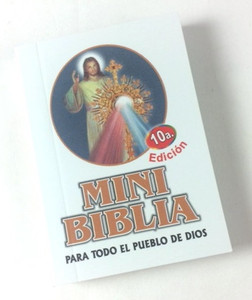 10a.
Edición
MINI
BIBLIA
PARA TODO EL PUEBLO DE DIOS